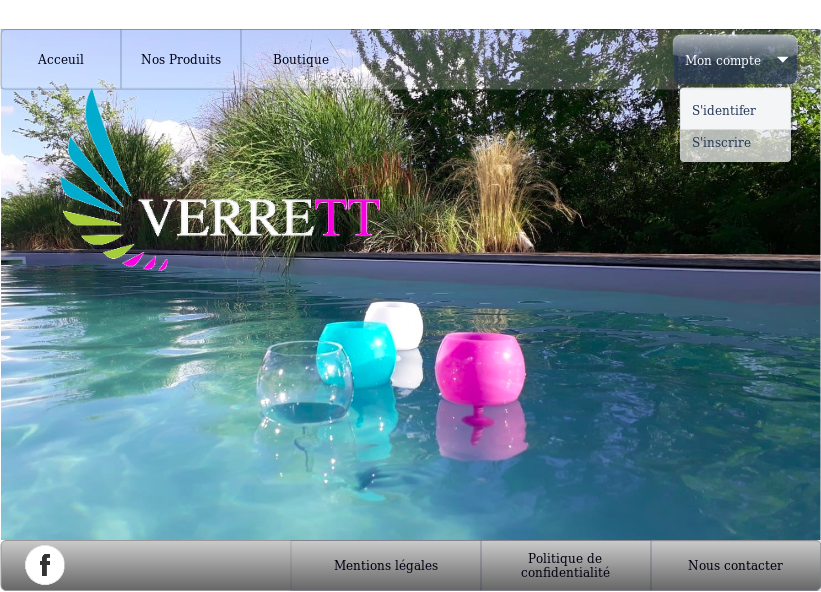 Acceuil
Nos Produits
Boutique
Mon compte
S'identifer
S'inscrire
VERRETT
f
Mentions légales
Politique de
confidentialité
Nous contacter